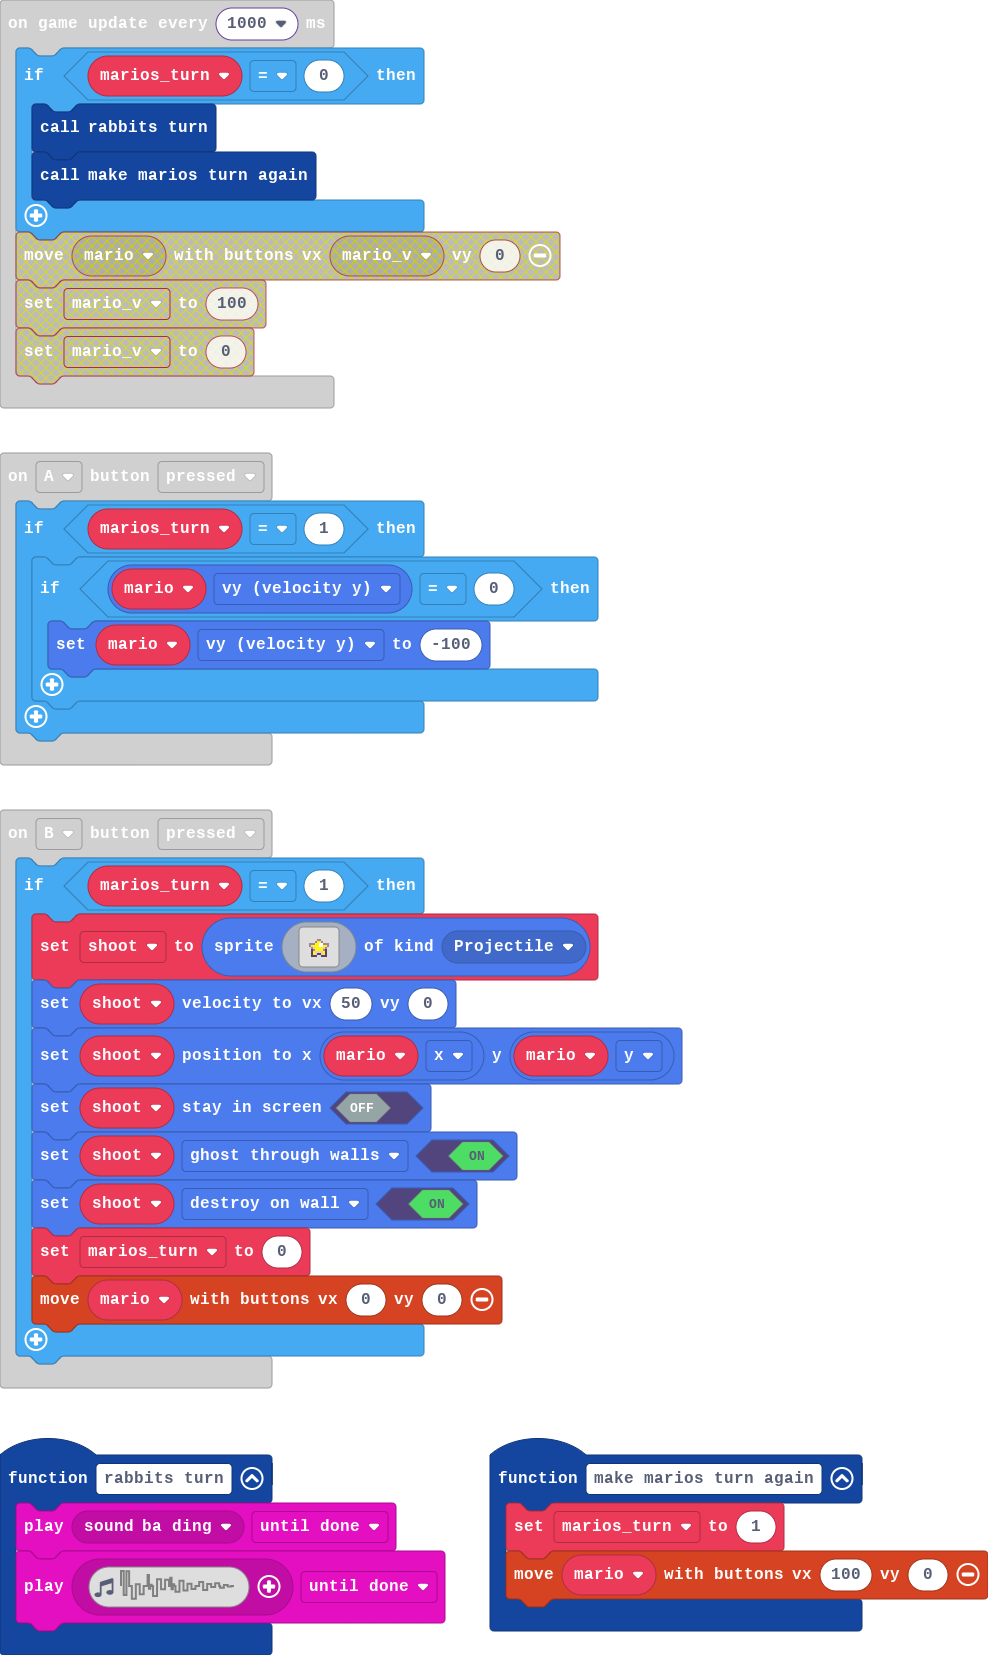 on game update every 1000 ms
if marios_turn = 0 then
call rabbits turn
call make marios turn again
move mario with buttons vx mario_v vy 0
set mario_v to 100
set mario_v to 0
on A button pressed
if marios_turn = 1 then
if mario vy (velocity y) = 0 then
set mario vy (velocity y) to -100
on B button pressed
if marios_turn = 1 then
set shoot to sprite of kind Projectile
set shoot velocity to vx 50 vy 0
set shoot position to x mario x y mario y
set shoot stay in screen OFF
set shoot ghost through walls ON
set shoot destroy on wall ON
set marios_turn to 0
move mario with buttons vx 0 vy 0
function rabbits turn
play sound ba ding until done
play until done
function make marios turn again
set marios_turn to 1
move mario with buttons vx 100 vy 0